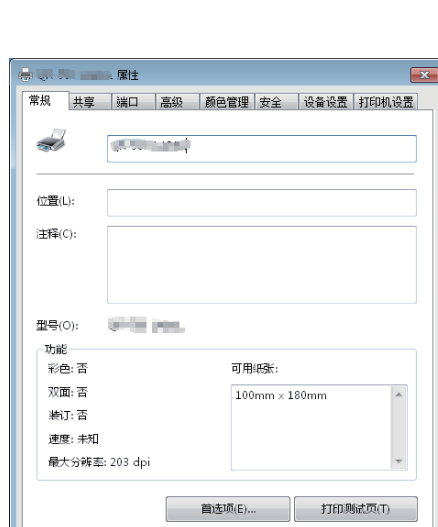 属性
常规 共享 端口 高级 颜色管理 安全 设备设置 打印机设置
位置(L):
注释(C):
型号(O):
功能
彩色: 否
可用纸张:
双面: 否
100mm x 180mm
装订: 否
速度: 未知
最大分辨率: 203 dpi
首选项(E)...
打印测试页(T)